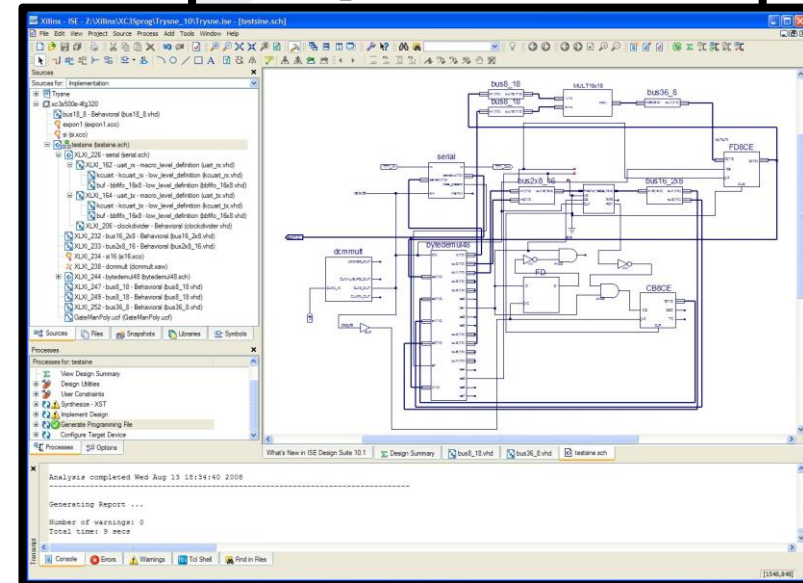 Xilinx - ISE - Z:\Xilinx\XC3Sprog\Trysne_10\Trysne.ise - [testsine.sch]
File Edit View Project Source Process Add Tools Window Help
Sources
Sources for: Implementation
Trysne
xc3s500e-4fg320
bus18_8 - Behavioral (bus18_8.vhd)
expon1 (expon1.xco)
si (si.xco)
testsine (testsine.sch)
XLXI_226 - serial (serial.sch)
XLXI_162 - uart_rx - macro_level_definition (uart_rx.vhd)
kcuart - kcuart_rx - low_level_definition (kcuart_rx.vhd)
buf - bbfifo_16x8 - low_level_definition (bbfifo_16x8.vhd)
XLXI_164 - uart_tx - macro_level_definition (uart_tx.vhd)
kcuart - kcuart_tx - low_level_definition (kcuart_tx.vhd)
buf - bbfifo_16x8 - low_level_definition (bbfifo_16x8.vhd)
XLXI_206 - clockdivider - Behavioral (clockdivider.vhd)
XLXI_232 - bus16_2x8 - Behavioral (bus16_2x8.vhd)
XLXI_233 - bus2x8_16 - Behavioral (bus2x8_16.vhd)
XLXI_234 - si16 (si16.xco)
XLXI_238 - dcmmult (dcmmult.xaw)
XLXI_244 - bytedemul48 (bytedemul48.sch)
XLXI_247 - bus8_18 - Behavioral (bus8_18.vhd)
XLXI_249 - bus8_18 - Behavioral (bus8_18.vhd)
XLXI_252 - bus36_8 - Behavioral (bus36_8.vhd)
GateManPoly.ucf (GateManPoly.ucf)
Sources Files Snapshots Libraries Symbols
Processes
Processes for: testsine
View Design Summary
Design Utilities
User Constraints
Synthesize - XST
Implement Design
Generate Programming File
Configure Target Device
Processes Sill Options
bus8_18
bus8_18
MULT18x18
bus36_8
FD8CE
serial
bus2x8_16
bus16_2x8
dcmmult
bytedemul48
FD
CB8CE
What's New in ISE Design Suite 10.1 Design Summary bus8_18.vhd bus36_8.vhd testsine.sch
Analysis completed Wed Aug 13 18:34:40 2008
Generating Report ...
Number of warnings: 0
Total time: 9 secs
Transcript
Console Errors Warnings Tcl Shell Find in Files
[1548,848]